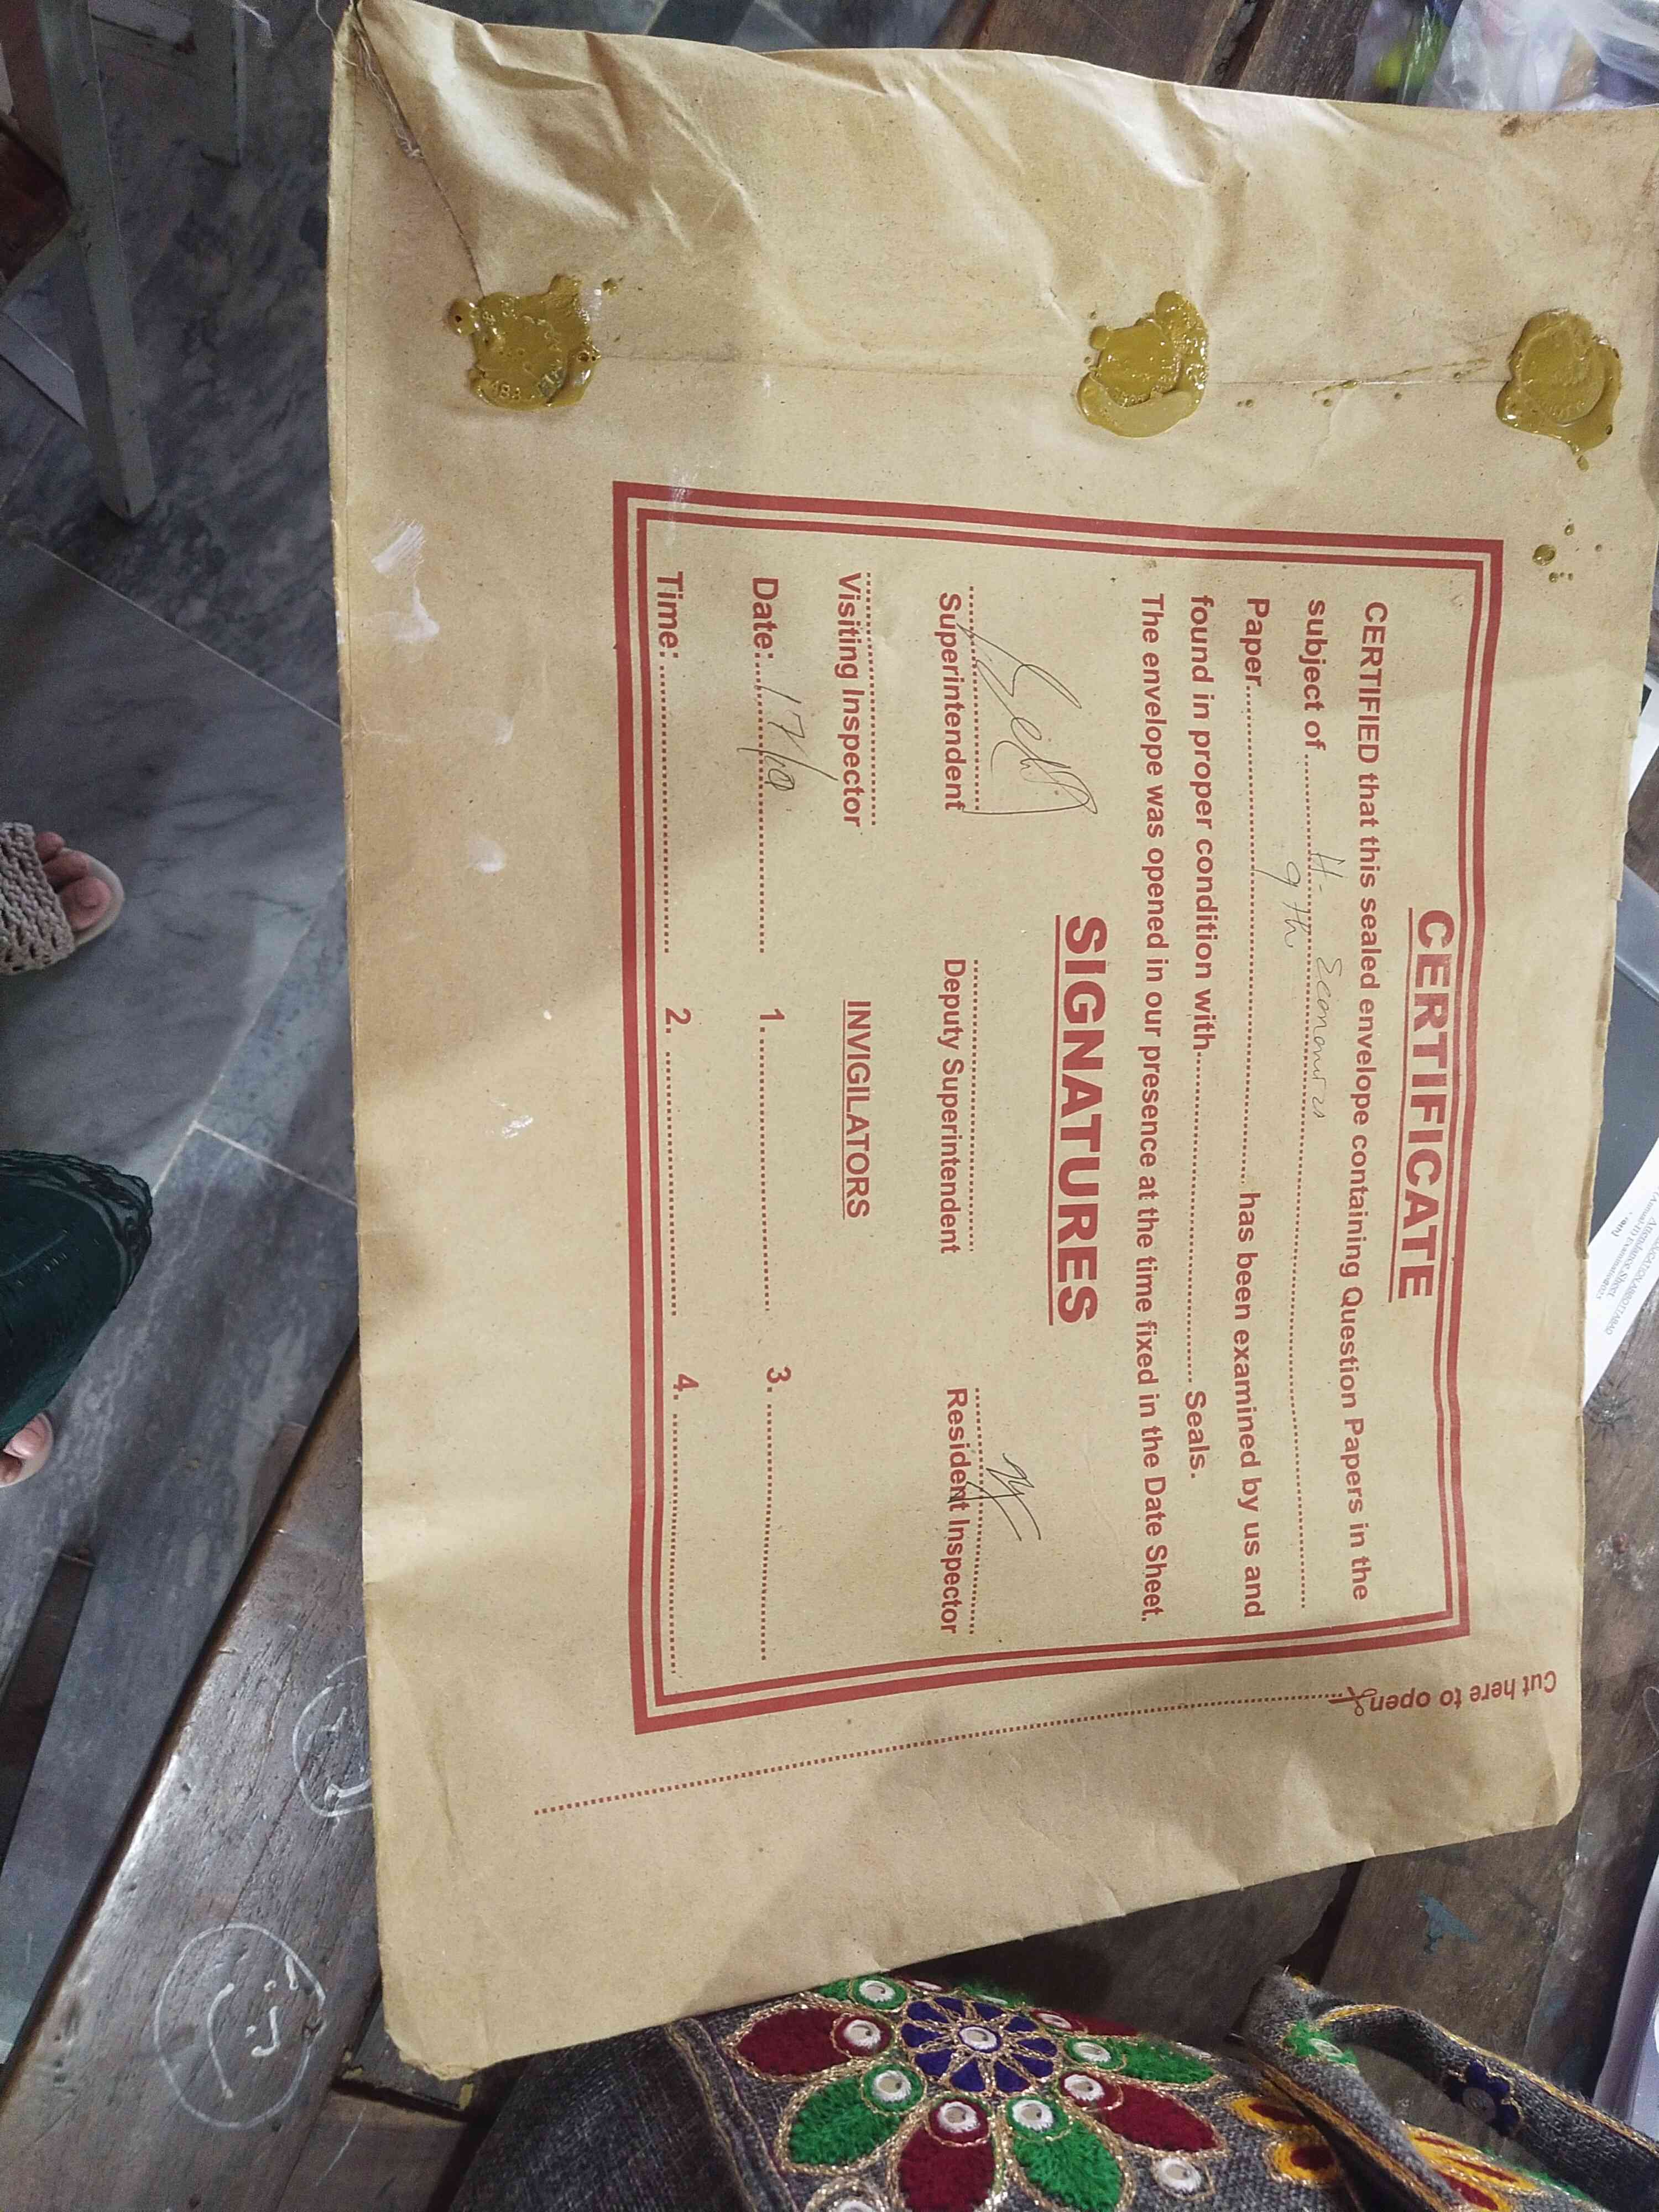 CERTIFICATE
CERTIFIED that this sealed envelope containing Question Papers in the
subject of .......... H- Economics ..........
Paper.......... 9th .......... has been examined by us and
found in proper condition with.................... Seals.
The envelope was opened in our presence at the time fixed in the Date Sheet.
SIGNATURES
Superintendent Deputy Superintendent Resident Inspector
Visiting Inspector INVIGILATORS
Date:....17/10.... 1. .................... 3. ....................
Time: .................... 2. .................... 4. ....................
Cut here to open
Attendance Sheet